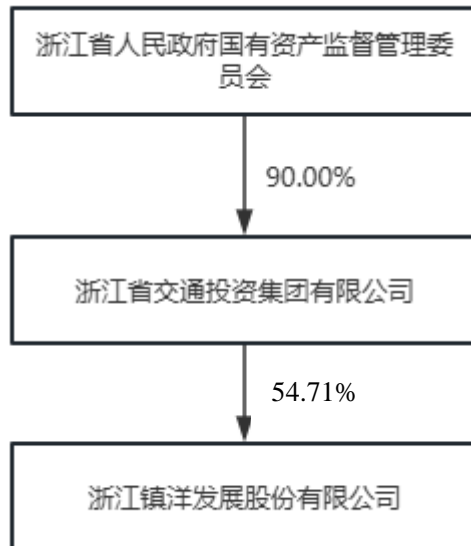 浙江省人民政府国有资产监督管理委
员会
90.00%
浙江省交通投资集团有限公司
54.71%
浙江镇洋发展股份有限公司